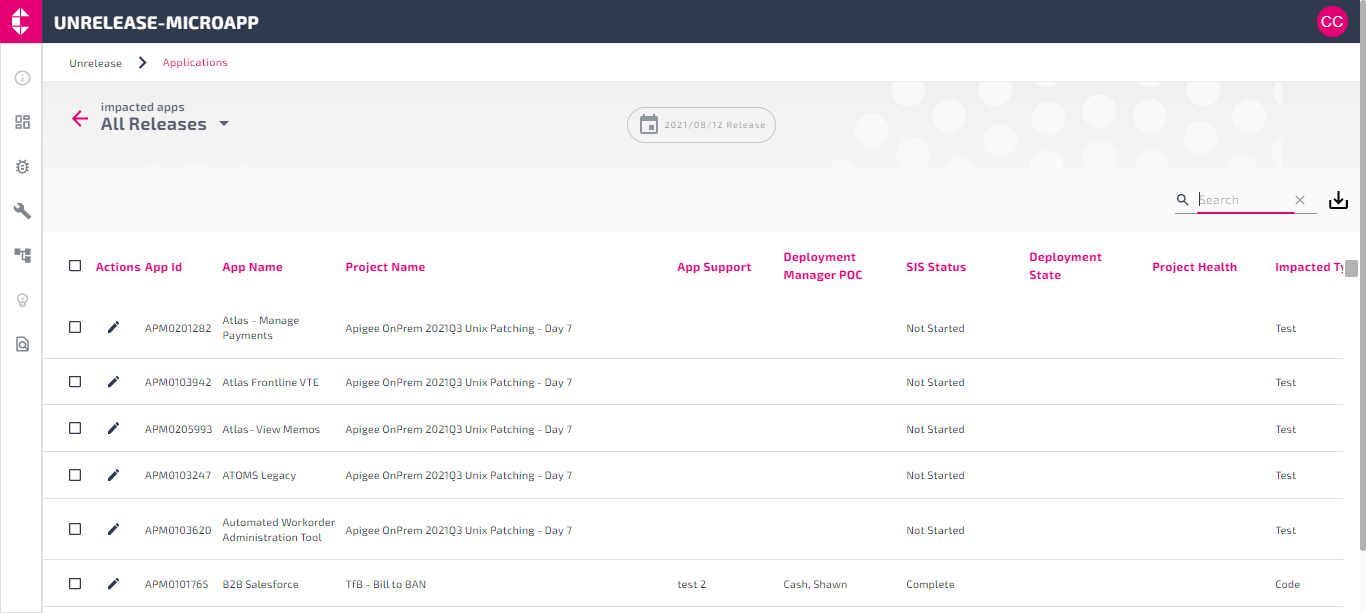 UNRELEASE-MICROAPP
CC
Unrelease
Applications
impacted apps
All Releases
2021/08/12 Release
Search
Actions App Id App Name Project Name App Support Deployment Manager POC SIS Status Deployment State Project Health Impacted
APM0201282 Atlas - Manage Payments Apigee OnPrem 2021Q3 Unix Patching - Day 7 Not Started Test
APM0103942 Atlas Frontline VTE Apigee OnPrem 2021Q3 Unix Patching - Day 7 Not Started Test
APM0205993 Atlas- View Memos Apigee OnPrem 2021Q3 Unix Patching - Day 7 Not Started Test
APM0103247 ATOMS Legacy Apigee OnPrem 2021Q3 Unix Patching - Day 7 Not Started Test
APM0103620 Automated Workorder Administration Tool Apigee OnPrem 2021Q3 Unix Patching - Day 7 Not Started Test
APM0101765 B2B Salesforce TfB - Bill to BAN test 2 Cash, Shawn Complete Code